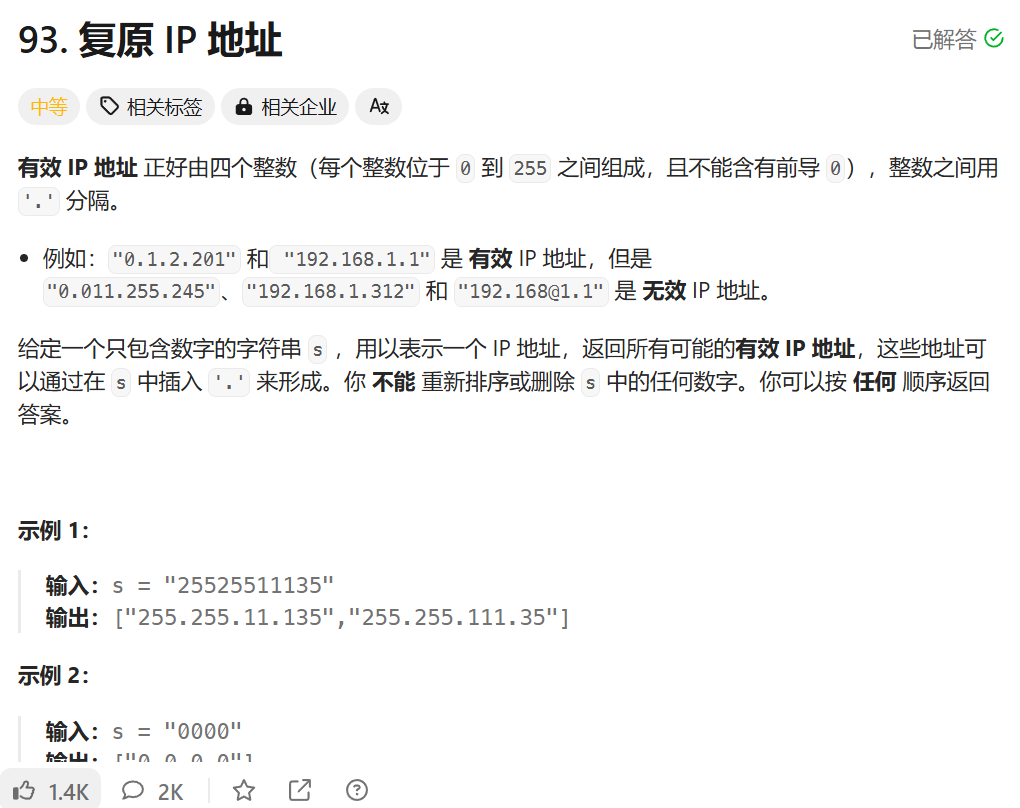 93. 复原 IP 地址
已解答
中等
相关标签
相关企业
有效 IP 地址 正好由四个整数（每个整数位于 0 到 255 之间组成，且不能含有前导 0），整数之间用
'.' 分隔。
例如："0.1.2.201" 和 "192.168.1.1" 是 有效 IP 地址，但是
"0.011.255.245"、"192.168.1.312" 和 "192.168@1.1" 是 无效 IP 地址。
给定一个只包含数字的字符串 s ，用以表示一个 IP 地址，返回所有可能的有效 IP 地址，这些地址可
以通过在 s 中插入 '.' 来形成。你 不能 重新排序或删除 s 中的任何数字。你可以按 任何 顺序返回
答案。
示例 1：
输入：s = "25525511135"
输出：["255.255.11.135","255.255.111.35"]
示例 2：
输入：s = "0000"
输出：["0.0.0.0"]
1.4K
2K